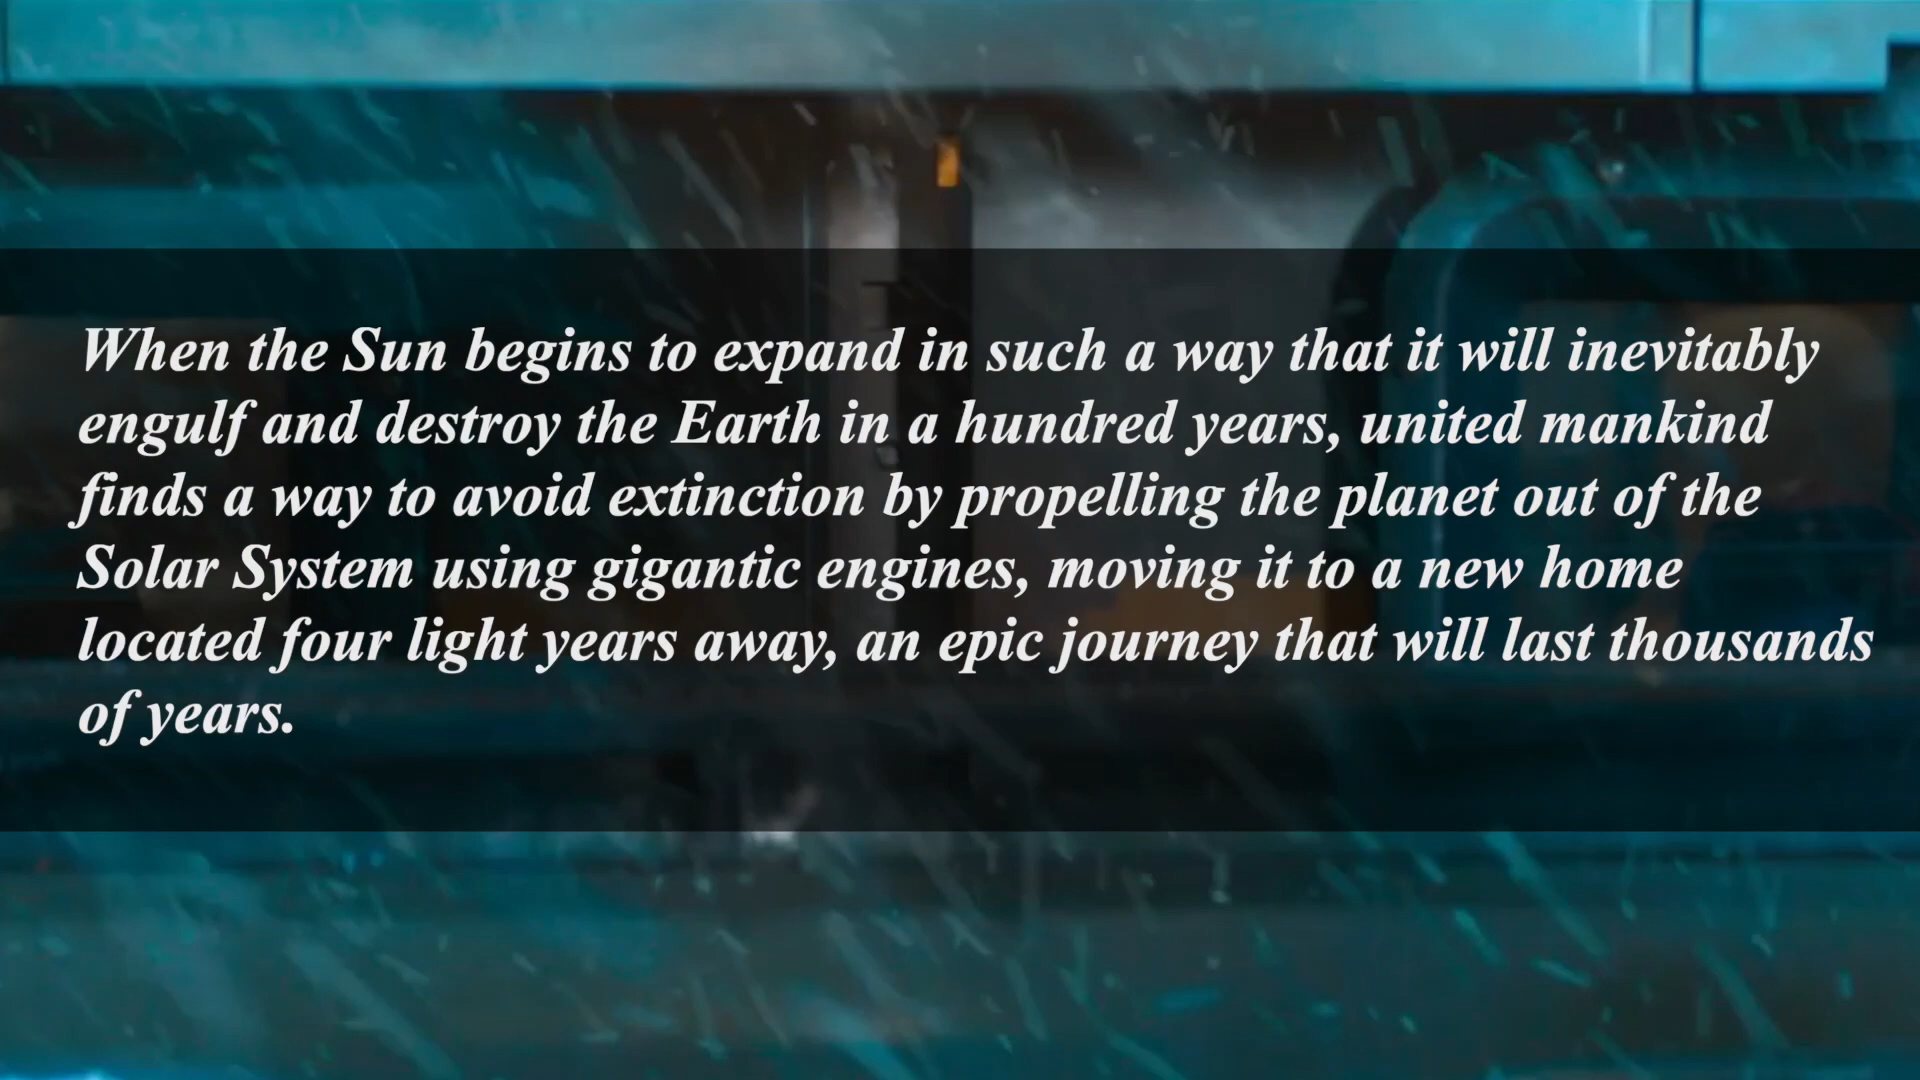 When the Sun begins to expand in such a way that it will inevitably
engulf and destroy the Earth in a hundred years, united mankind
finds a way to avoid extinction by propelling the planet out of the
Solar System using gigantic engines, moving it to a new home
located four light years away, an epic journey that will last thousands
of years.